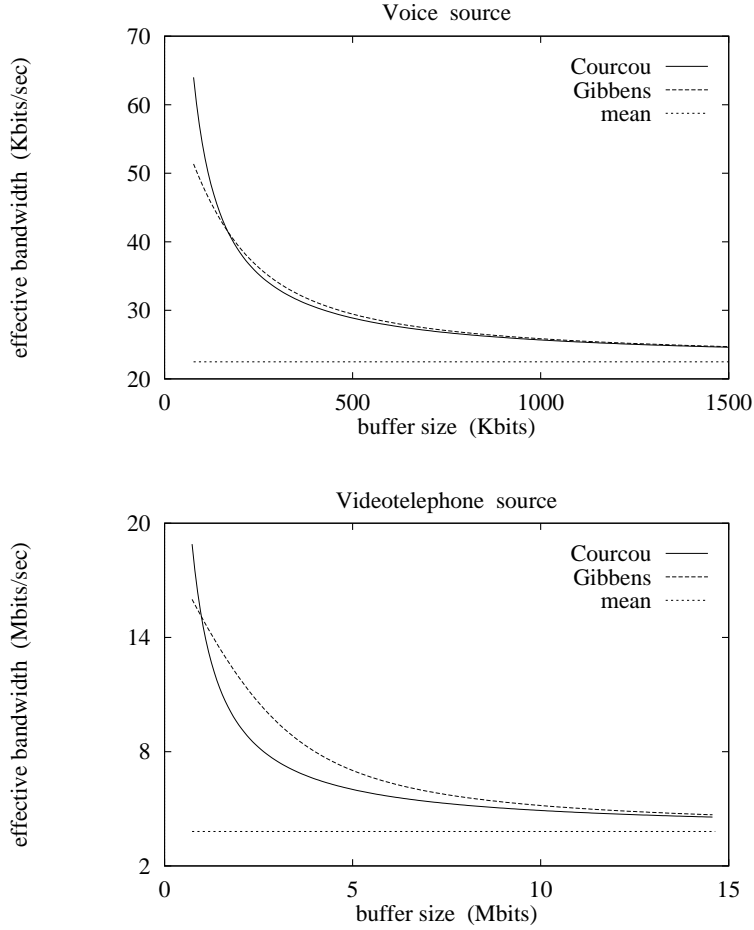 Voice source
effective bandwidth (Kbits/sec)
70
60
50
40
30
20
Courcou
Gibbens
mean
0
500
1000
1500
buffer size (Kbits)
Videotelephone source
effective bandwidth (Mbits/sec)
20
14
8
2
Courcou
Gibbens
mean
0
5
10
15
buffer size (Mbits)